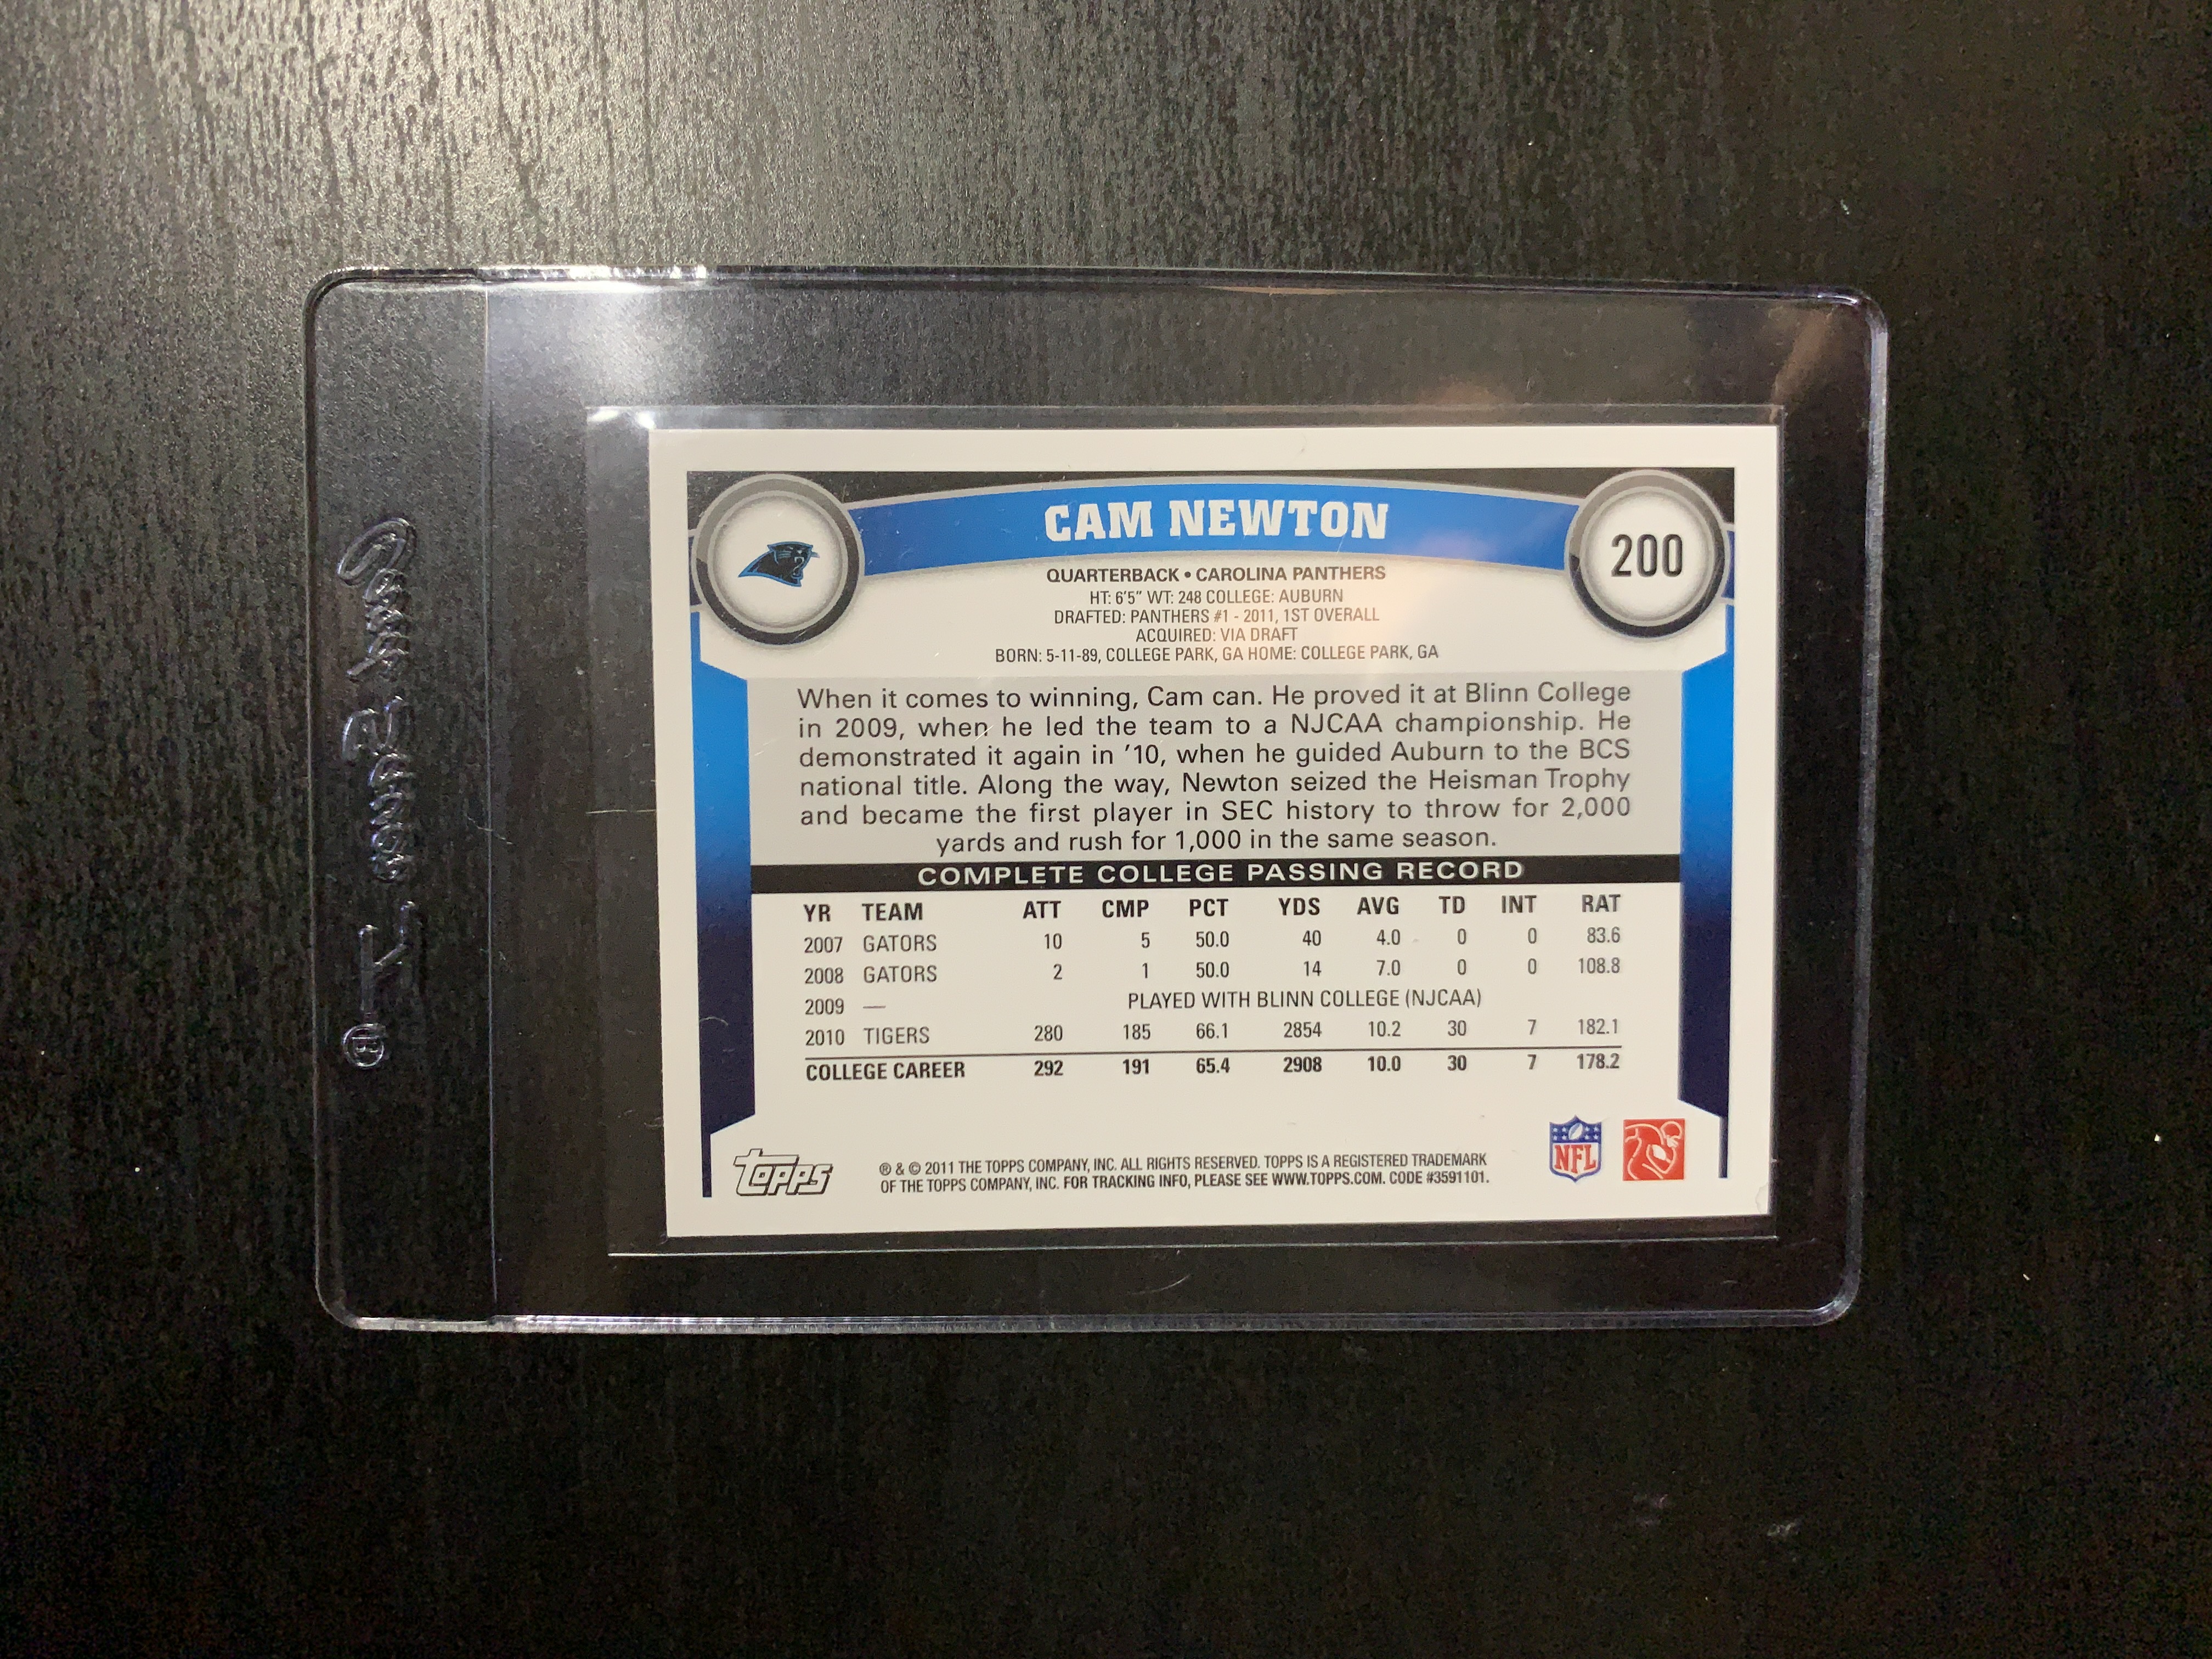 Card Saver 1
CAM NEWTON
200
QUARTERBACK • CAROLINA PANTHERS
HT: 6'5" WT: 248 COLLEGE: AUBURN
DRAFTED: PANTHERS #1 - 2011, 1ST OVERALL
ACQUIRED: VIA DRAFT
BORN: 5-11-89, COLLEGE PARK, GA HOME: COLLEGE PARK, GA
When it comes to winning, Cam can. He proved it at Blinn College
in 2009, when he led the team to a NJCAA championship. He
demonstrated it again in '10, when he guided Auburn to the BCS
national title. Along the way, Newton seized the Heisman Trophy
and became the first player in SEC history to throw for 2,000
yards and rush for 1,000 in the same season.
COMPLETE COLLEGE PASSING RECORD
YR TEAM ATT CMP PCT YDS AVG TD INT RAT
2007 GATORS 10 5 50.0 40 4.0 0 0 83.6
2008 GATORS 2 1 50.0 14 7.0 0 0 108.8
2009 — PLAYED WITH BLINN COLLEGE (NJCAA)
2010 TIGERS 280 185 66.1 2854 10.2 30 7 182.1
COLLEGE CAREER 292 191 65.4 2908 10.0 30 7 178.2
topps
® & © 2011 THE TOPPS COMPANY, INC. ALL RIGHTS RESERVED. TOPPS IS A REGISTERED TRADEMARK
OF THE TOPPS COMPANY, INC. FOR TRACKING INFO, PLEASE SEE WWW.TOPPS.COM. CODE #3591101.
NFL